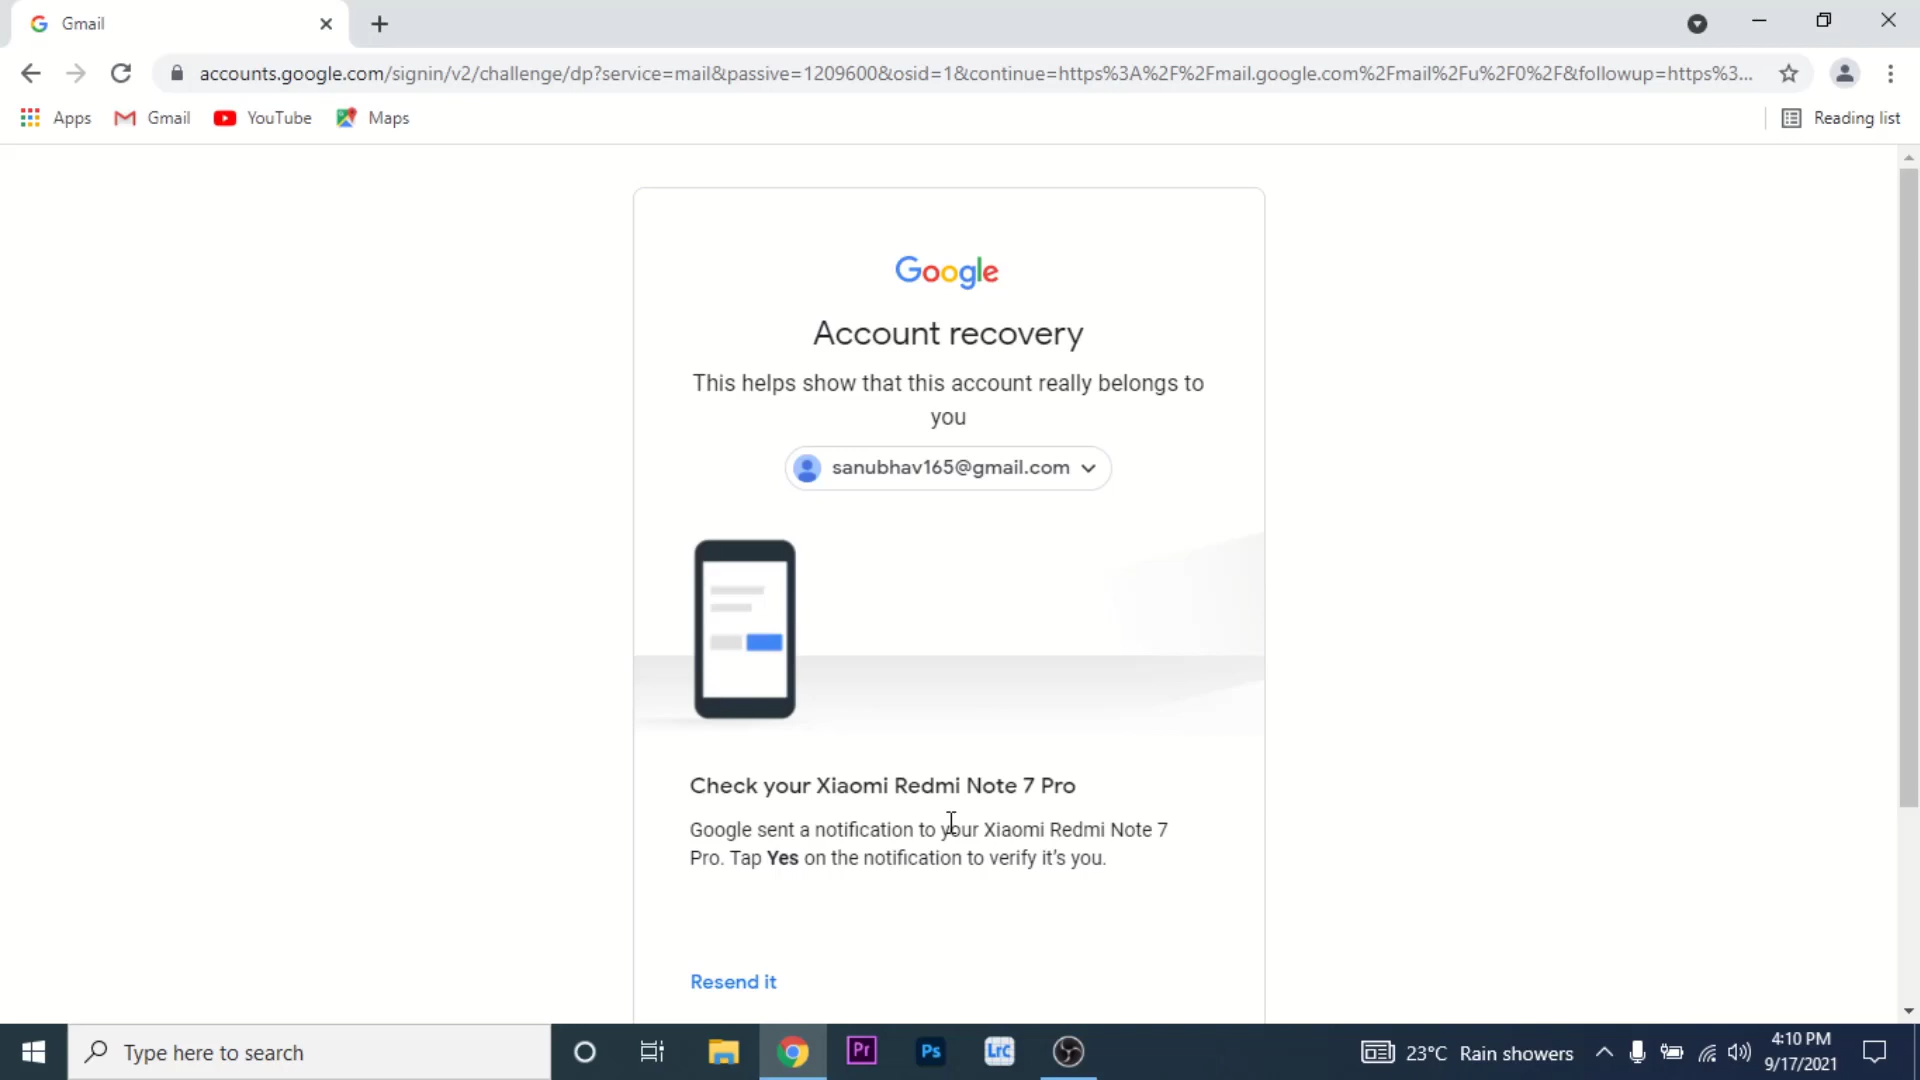 Gmail
accounts.google.com/signin/v2/challenge/dp?service=mail&passive=1209600&osid=1&continue=https%3A%2F%2Fmail.google.com%2Fmail%2Fu%2F0%2F&followup=https%3...
Apps Gmail YouTube Maps Reading list
Google
Account recovery
This helps show that this account really belongs to
you
sanubhav165@gmail.com
Check your Xiaomi Redmi Note 7 Pro
Google sent a notification to your Xiaomi Redmi Note 7
Pro. Tap Yes on the notification to verify it's you.
Resend it
Type here to search Pr Ps LrC 23°C Rain showers 4:10 PM
9/17/2021